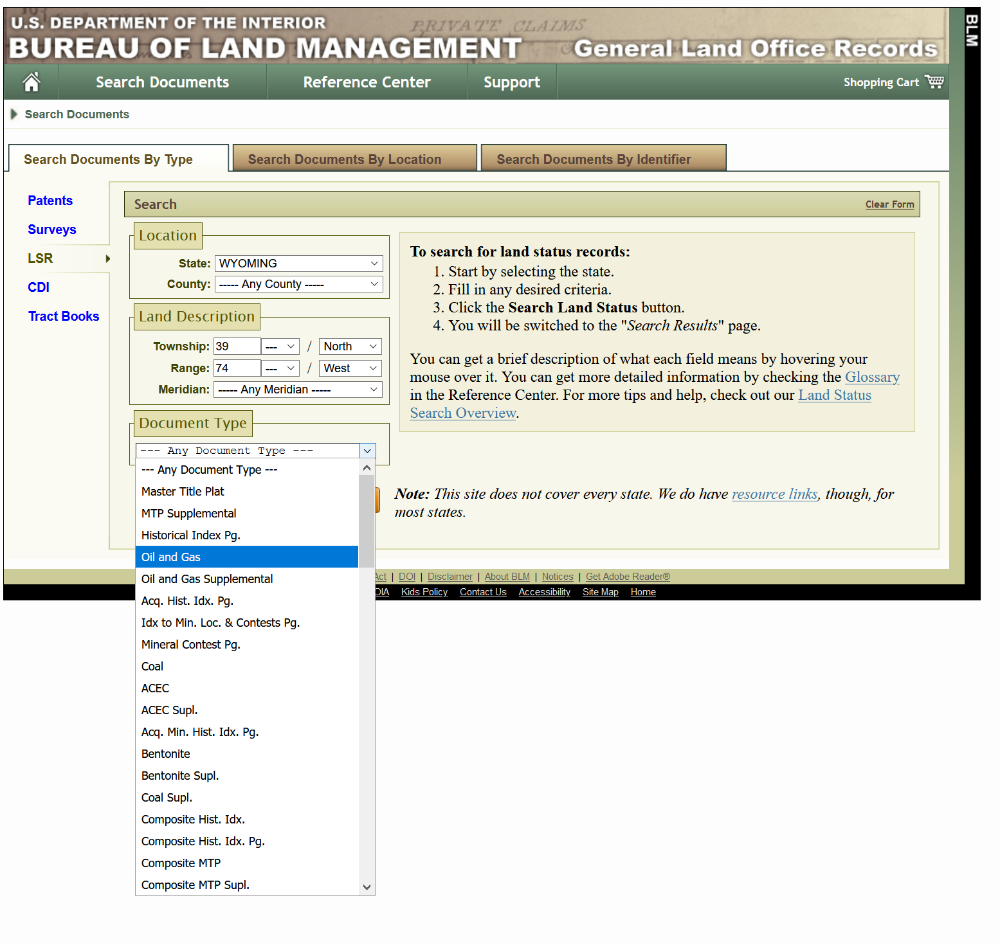 U.S. DEPARTMENT OF THE INTERIOR
BUREAU OF LAND MANAGEMENT
PRIVATE CLAIMS
General Land Office Records
BLM
Search Documents
Reference Center
Support
Shopping Cart
Search Documents
Search Documents By Type
Search Documents By Location
Search Documents By Identifier
Patents
Surveys
LSR
CDI
Tract Books
Search
Clear Form
Location
State: WYOMING
County: ----- Any County -----
Land Description
Township: 39 --- / North
Range: 74 --- / West
Meridian: ----- Any Meridian -----
Document Type
--- Any Document Type ---
--- Any Document Type ---
Master Title Plat
MTP Supplemental
Historical Index Pg.
Oil and Gas
Oil and Gas Supplemental
Acq. Hist. Idx. Pg.
Idx to Min. Loc. & Contests Pg.
Mineral Contest Pg.
Coal
ACEC
ACEC Supl.
Acq. Min. Hist. Idx. Pg.
Bentonite
Bentonite Supl.
Coal Supl.
Composite Hist. Idx.
Composite Hist. Idx. Pg.
Composite MTP
Composite MTP Supl.
To search for land status records:
1. Start by selecting the state.
2. Fill in any desired criteria.
3. Click the Search Land Status button.
4. You will be switched to the "Search Results" page.
You can get a brief description of what each field means by hovering your
mouse over it. You can get more detailed information by checking the Glossary
in the Reference Center. For more tips and help, check out our Land Status
Search Overview.
Note: This site does not cover every state. We do have resource links, though, for
most states.
Act | DOI | Disclaimer | About BLM | Notices | Get Adobe Reader®
OIA Kids Policy Contact Us Accessibility Site Map Home